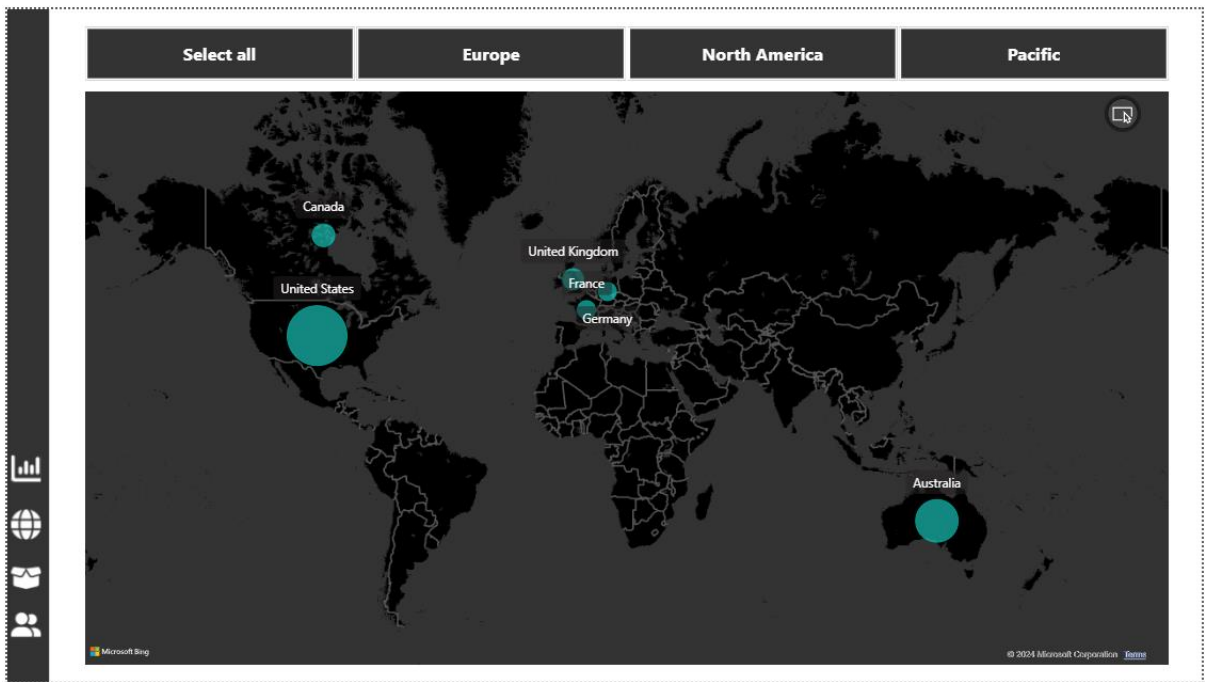 Select all
Europe
North America
Pacific
Canada
United Kingdom
United States
France
Germany
Australia
Microsoft Bing
© 2024 Microsoft Corporation Terms